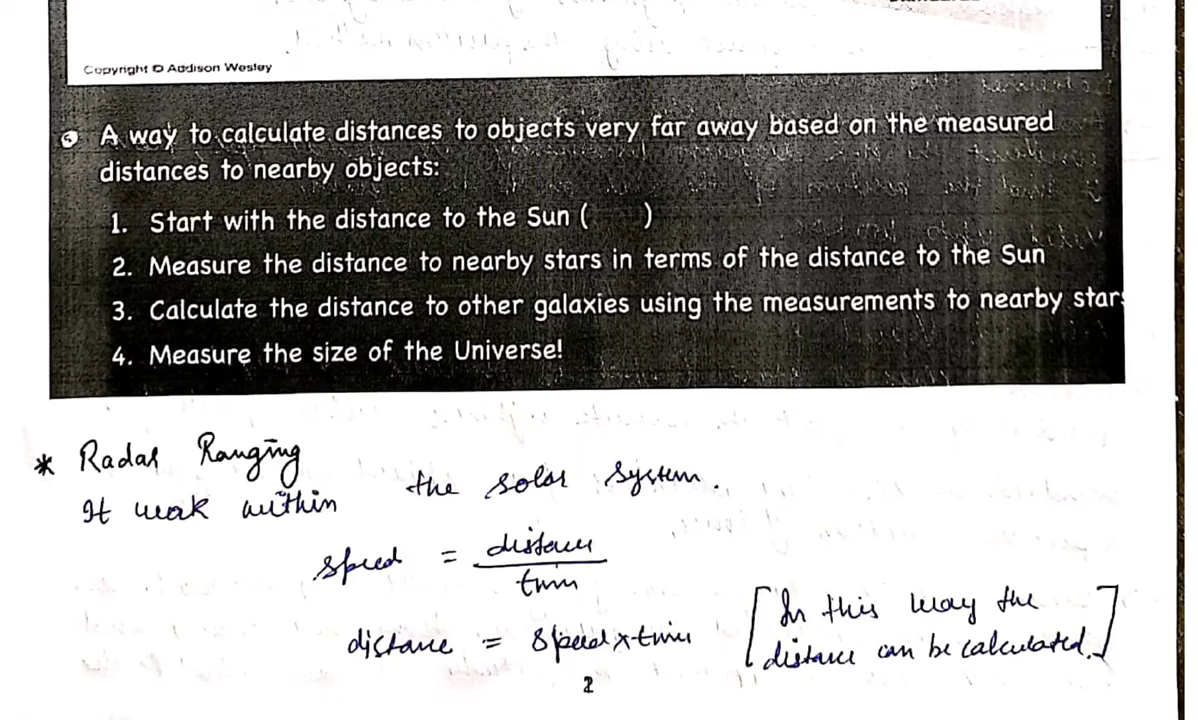 Copyright © Addison Wesley
A way to calculate distances to objects very far away based on the measured
distances to nearby objects:
1. Start with the distance to the Sun ( )
2. Measure the distance to nearby stars in terms of the distance to the Sun
3. Calculate the distance to other galaxies using the measurements to nearby stars
4. Measure the size of the Universe!
* Radar Ranging
It work within the solar system.
speed = distance
time
distance = speed x time
[In this way the
distance can be calculated.]
2